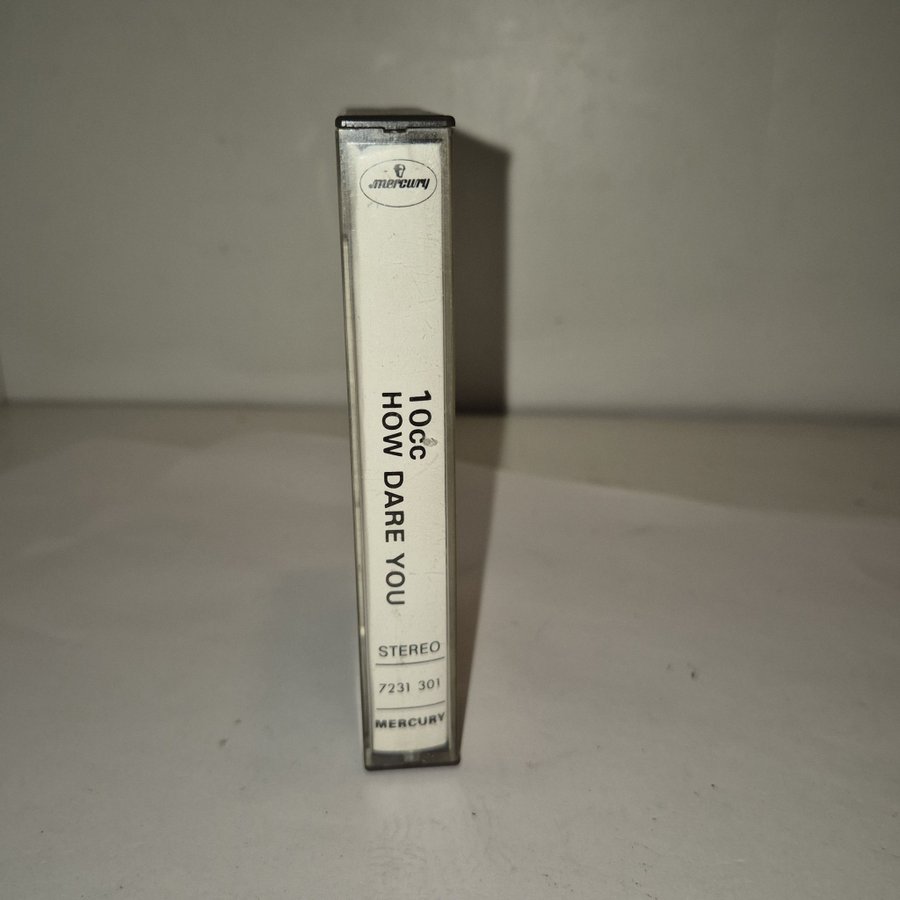 mercury
10cc
HOW DARE YOU
STEREO
7231 301
MERCURY